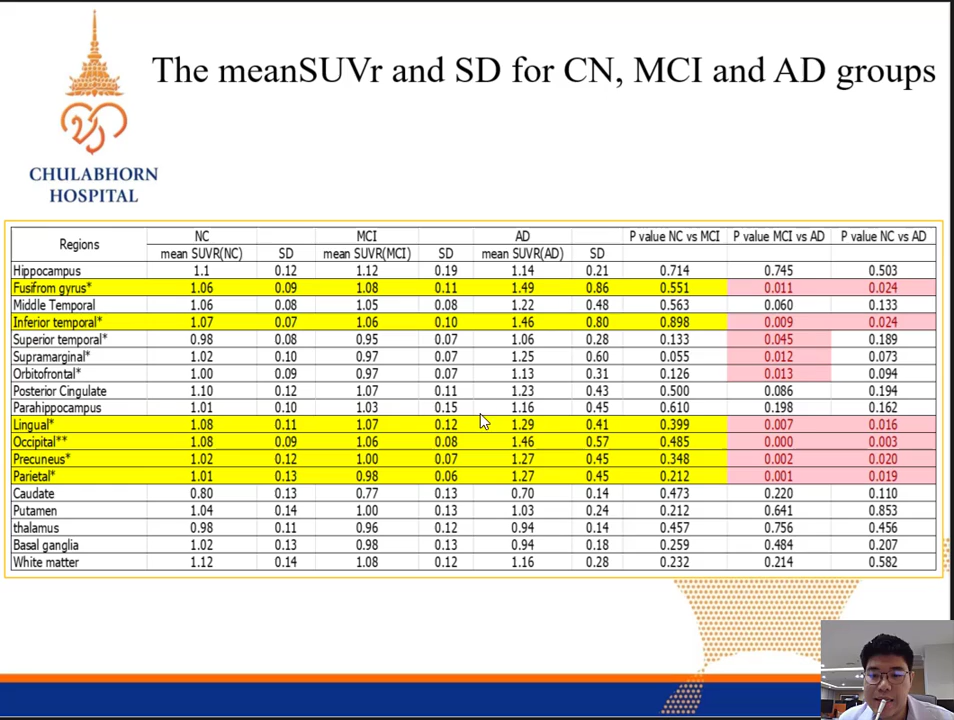 The meanSUVr and SD for CN, MCI and AD groups
CHULABHORN
HOSPITAL
Regions NC MCI AD P value NC vs MCI P value MCI vs AD P value NC vs AD
mean SUVR(NC) SD mean SUVR(MCI) SD mean SUVR(AD) SD
Hippocampus 1.1 0.12 1.12 0.19 1.14 0.21 0.714 0.745 0.503
Fusifrom gyrus* 1.06 0.09 1.08 0.11 1.49 0.86 0.551 0.011 0.024
Middle Temporal 1.06 0.08 1.05 0.08 1.22 0.48 0.563 0.060 0.133
Inferior temporal* 1.07 0.07 1.06 0.10 1.46 0.80 0.898 0.009 0.024
Superior temporal* 0.98 0.08 0.95 0.07 1.06 0.28 0.133 0.045 0.189
Supramarginal* 1.02 0.10 0.97 0.07 1.25 0.60 0.055 0.012 0.073
Orbitofrontal* 1.00 0.09 0.97 0.07 1.13 0.31 0.126 0.013 0.094
Posterior Cingulate 1.10 0.12 1.07 0.11 1.23 0.43 0.500 0.086 0.194
Parahippocampus 1.01 0.10 1.03 0.15 1.16 0.45 0.610 0.198 0.162
Lingual* 1.08 0.11 1.07 0.12 1.29 0.41 0.399 0.007 0.016
Occipital** 1.08 0.09 1.06 0.08 1.46 0.57 0.485 0.000 0.003
Precuneus* 1.02 0.12 1.00 0.07 1.27 0.45 0.348 0.002 0.020
Parietal* 1.01 0.13 0.98 0.06 1.27 0.45 0.212 0.001 0.019
Caudate 0.80 0.13 0.77 0.13 0.70 0.14 0.473 0.220 0.110
Putamen 1.04 0.14 1.00 0.13 1.03 0.24 0.212 0.641 0.853
thalamus 0.98 0.11 0.96 0.12 0.94 0.14 0.457 0.756 0.456
Basal ganglia 1.02 0.13 0.98 0.13 0.94 0.18 0.259 0.484 0.207
White matter 1.12 0.14 1.08 0.12 1.16 0.28 0.232 0.214 0.582